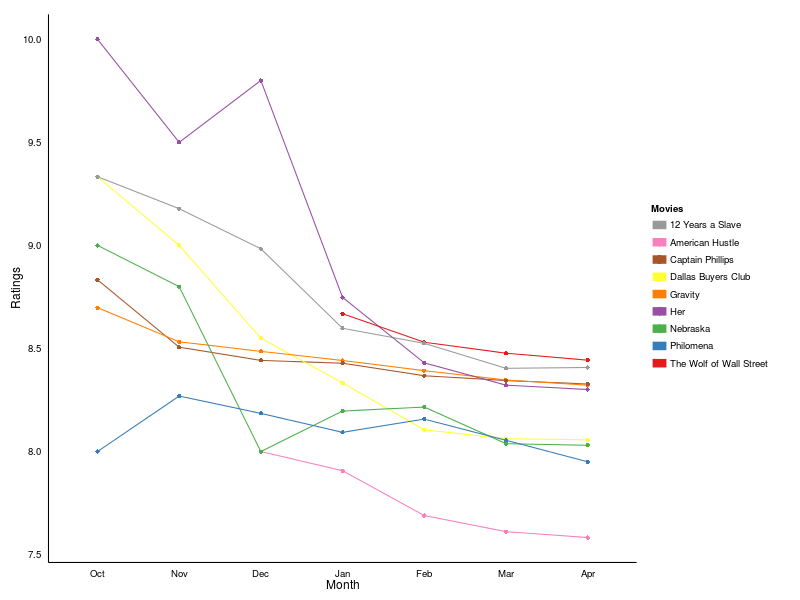 10.0
9.5
9.0
8.5
8.0
7.5
Ratings
Oct Nov Dec Jan Feb Mar Apr
Month
Movies
12 Years a Slave
American Hustle
Captain Phillips
Dallas Buyers Club
Gravity
Her
Nebraska
Philomena
The Wolf of Wall Street